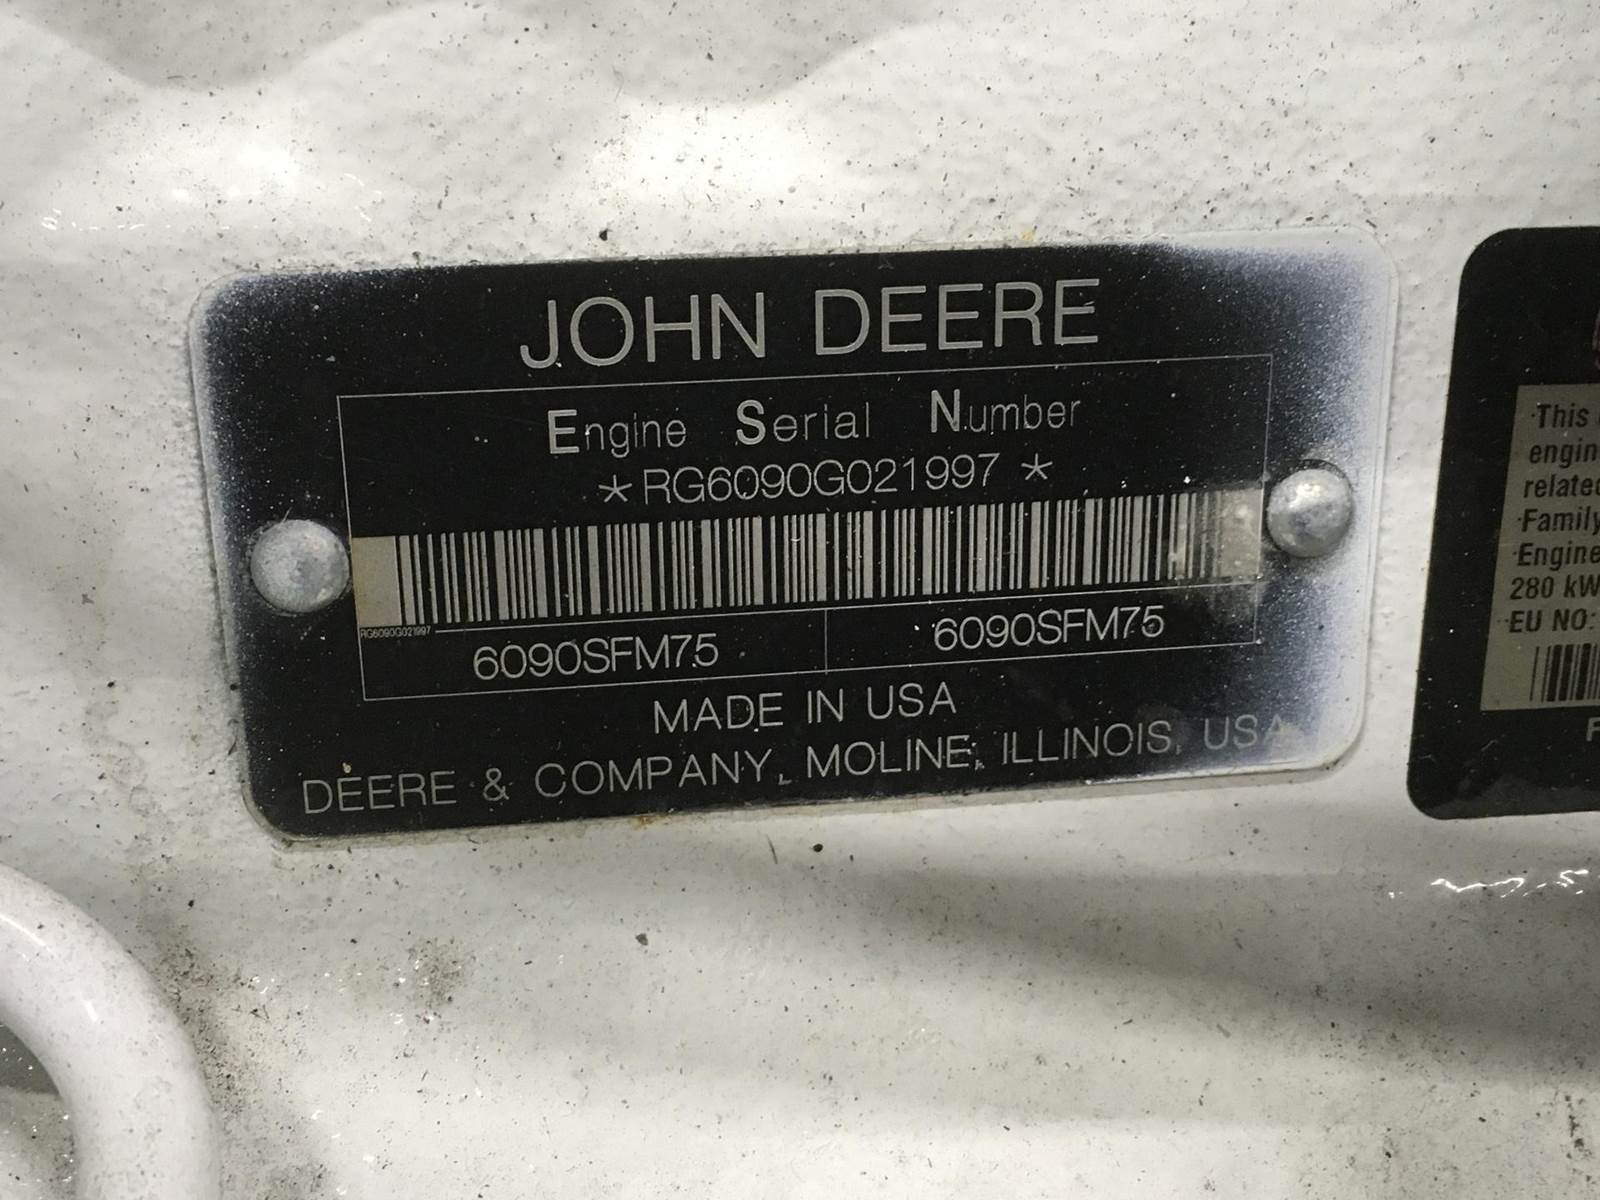 JOHN DEERE
Engine Serial Number
*RG6090G021997*
RG6090G021997
6090SFM75 6090SFM75
MADE IN USA
DEERE & COMPANY, MOLINE, ILLINOIS, USA
This
engin
related
Family
Engine
280 kW
EU NO:
F